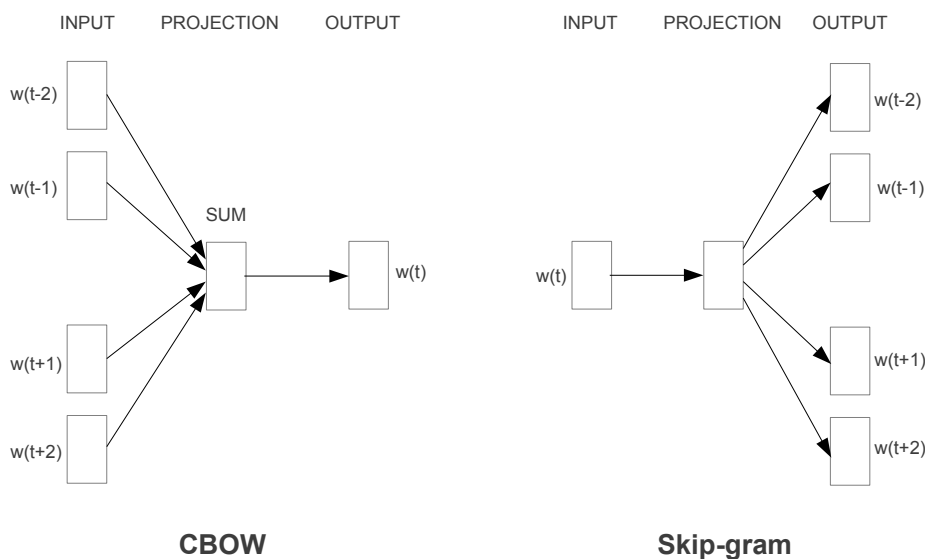 INPUT PROJECTION OUTPUT
w(t-2)
w(t-1)
SUM
w(t)
w(t+1)
w(t+2)
CBOW
INPUT PROJECTION OUTPUT
w(t-2)
w(t-1)
w(t)
w(t+1)
w(t+2)
Skip-gram